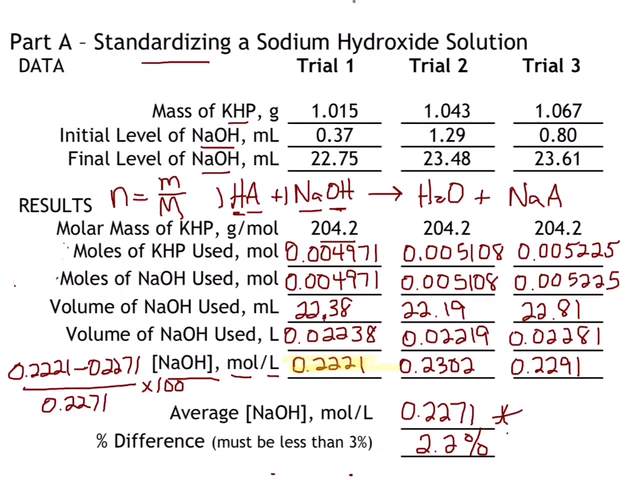 Part A – Standardizing a Sodium Hydroxide Solution
DATA Trial 1 Trial 2 Trial 3
Mass of KHP, g 1.015 1.043 1.067
Initial Level of NaOH, mL 0.37 1.29 0.80
Final Level of NaOH, mL 22.75 23.48 23.61
RESULTS n = m/M 1HA + 1NaOH → H2O + NaA
Molar Mass of KHP, g/mol 204.2 204.2 204.2
Moles of KHP Used, mol 0.004971 0.005108 0.005225
Moles of NaOH Used, mol 0.004971 0.005108 0.005225
Volume of NaOH Used, mL 22.38 22.19 22.81
Volume of NaOH Used, L 0.02238 0.02219 0.02281
[NaOH], mol/L 0.2221 0.2302 0.2291
0.2221-0.2271
0.2271 x100
Average [NaOH], mol/L 0.2271 *
% Difference (must be less than 3%) 2.2%